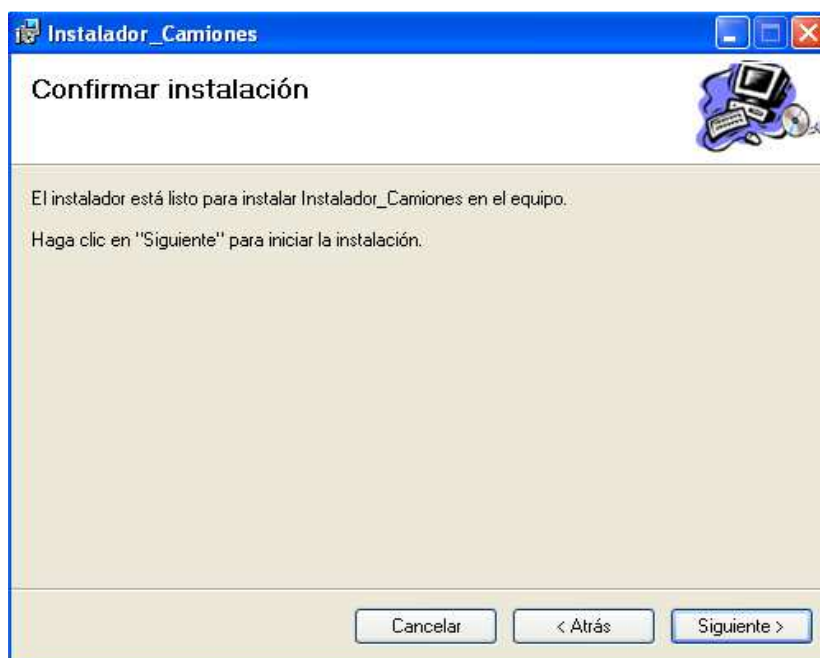 Instalador_Camiones
Confirmar instalación
El instalador está listo para instalar Instalador_Camiones en el equipo.
Haga clic en "Siguiente" para iniciar la instalación.
Cancelar
< Atrás
Siguiente >